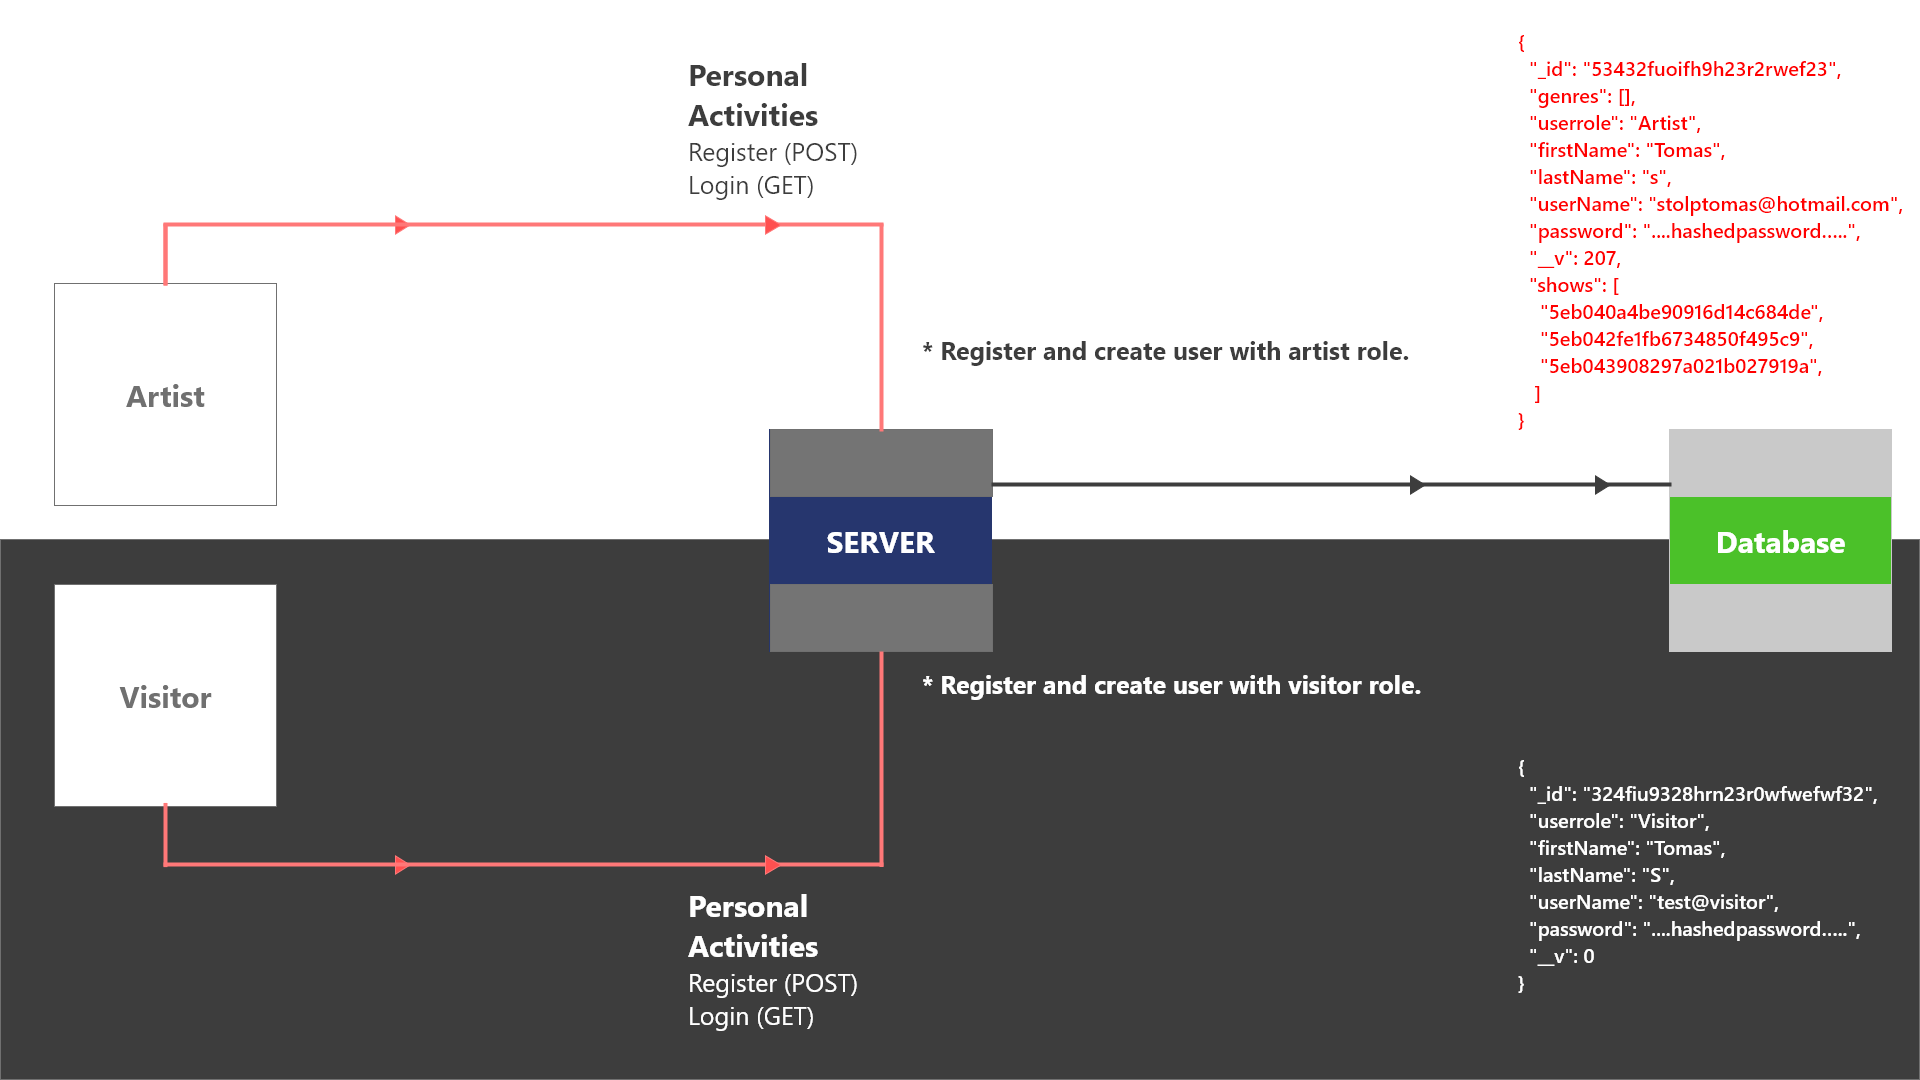 Personal
Activities
Register (POST)
Login (GET)
Artist
* Register and create user with artist role.
{
"_id": "53432fuoifh9h23r2rwef23",
"genres": [],
"userrole": "Artist",
"firstName": "Tomas",
"lastName": "s",
"userName": "stolptomas@hotmail.com",
"password": "....hashedpassword.....",
"__v": 207,
"shows": [
"5eb040a4be90916d14c684de",
"5eb042fe1fb6734850f495c9",
"5eb043908297a021b027919a",
]
}
SERVER
Database
Visitor
* Register and create user with visitor role.
Personal
Activities
Register (POST)
Login (GET)
{
"_id": "324fiu9328hrn23r0wfwefwf32",
"userrole": "Visitor",
"firstName": "Tomas",
"lastName": "S",
"userName": "test@visitor",
"password": "....hashedpassword.....",
"__v": 0
}